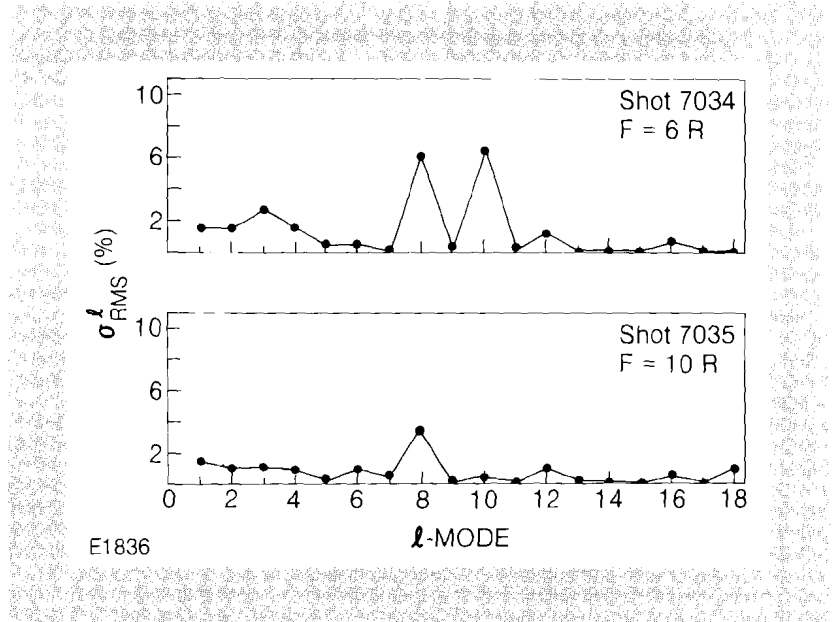 10
6
2
Shot 7034
F = 6 R
σ^ℓ_RMS (%)
10
6
2
Shot 7035
F = 10 R
0 2 4 6 8 10 12 14 16 18
ℓ-MODE
E1836